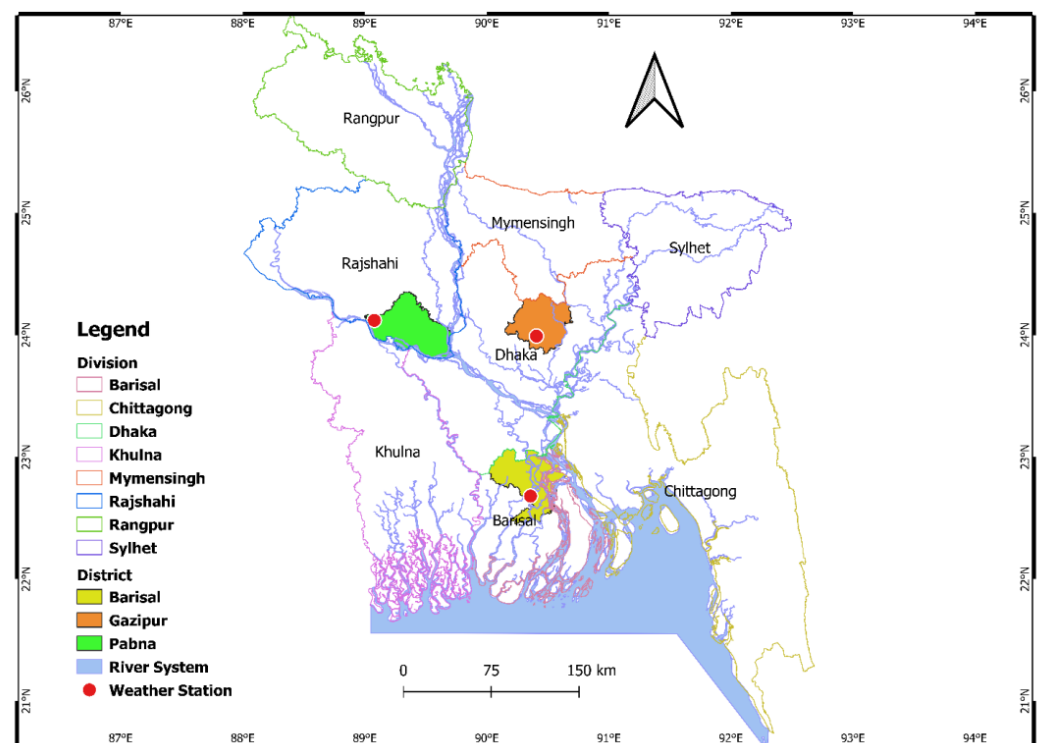 87°E 88°E 89°E 90°E 91°E 92°E 93°E 94°E
26°N 26°N
Rangpur
25°N 25°N
Mymensingh
Sylhet
Rajshahi
24°N 24°N
Dhaka
Legend
Division
Barisal
Chittagong
Dhaka
Khulna
Mymensingh
Rajshahi
Rangpur
Sylhet
District
Barisal
Gazipur
Pabna
River System
Weather Station
23°N 23°N
Khulna
Chittagong
Barisal
22°N 22°N
0 75 150 km
21°N 21°N
87°E 88°E 89°E 90°E 91°E 92°E 93°E 94°E